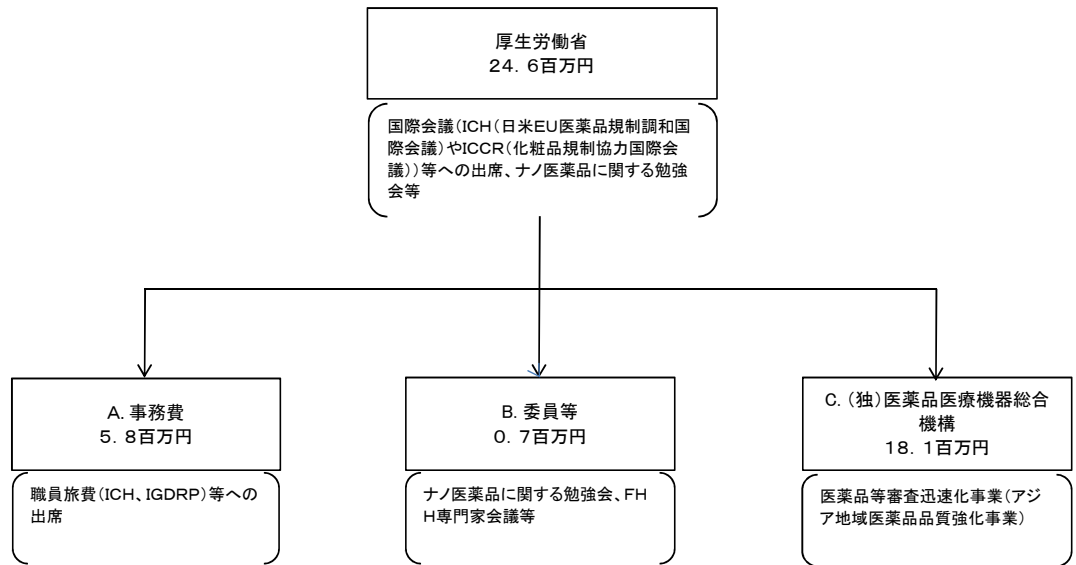 厚生労働省
24.6百万円
国際会議(ICH(日米EU医薬品規制調和国
際会議)やICCR(化粧品規制協力国際会
議))等への出席、ナノ医薬品に関する勉強
会等
A.事務費
5.8百万円
職員旅費(ICH、IGDRP)等への
出席
B.委員等
0.7百万円
ナノ医薬品に関する勉強会、FH
H専門家会議等
C.(独)医薬品医療機器総合
機構
18.1百万円
医薬品等審査迅速化事業(アジ
ア地域医薬品品質強化事業)